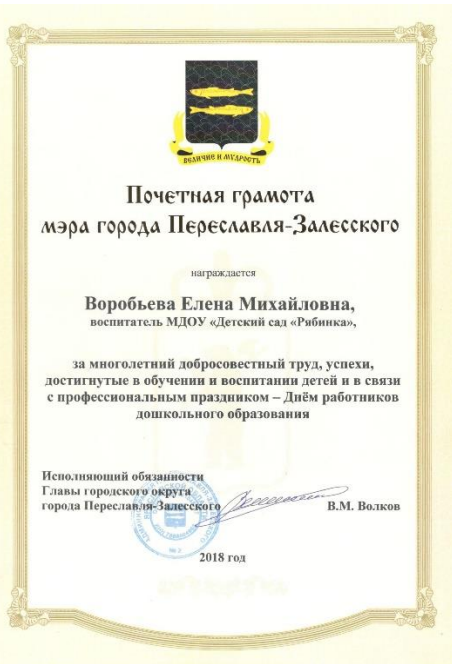 ВЕЛИЧИЕ И МУДРОСТЬ
Почетная грамота
мэра города Переславля-Залесского
награждается
Воробьева Елена Михайловна,
воспитатель МДОУ «Детский сад «Рябинка»,
за многолетний добросовестный труд, успехи,
достигнутые в обучении и воспитании детей и в связи
с профессиональным праздником – Днём работников
дошкольного образования
Исполняющий обязанности
Главы городского округа
города Переславля-Залесского
В.М. Волков
2018 год